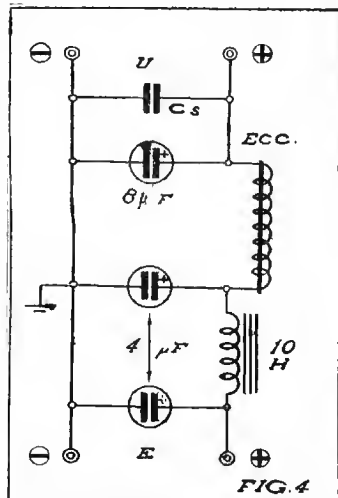 ⊖ ⊕
U
Cs
ECC.
+
8µF
+
4 µF
10
H
+
E
⊖ ⊕
FIG. 4